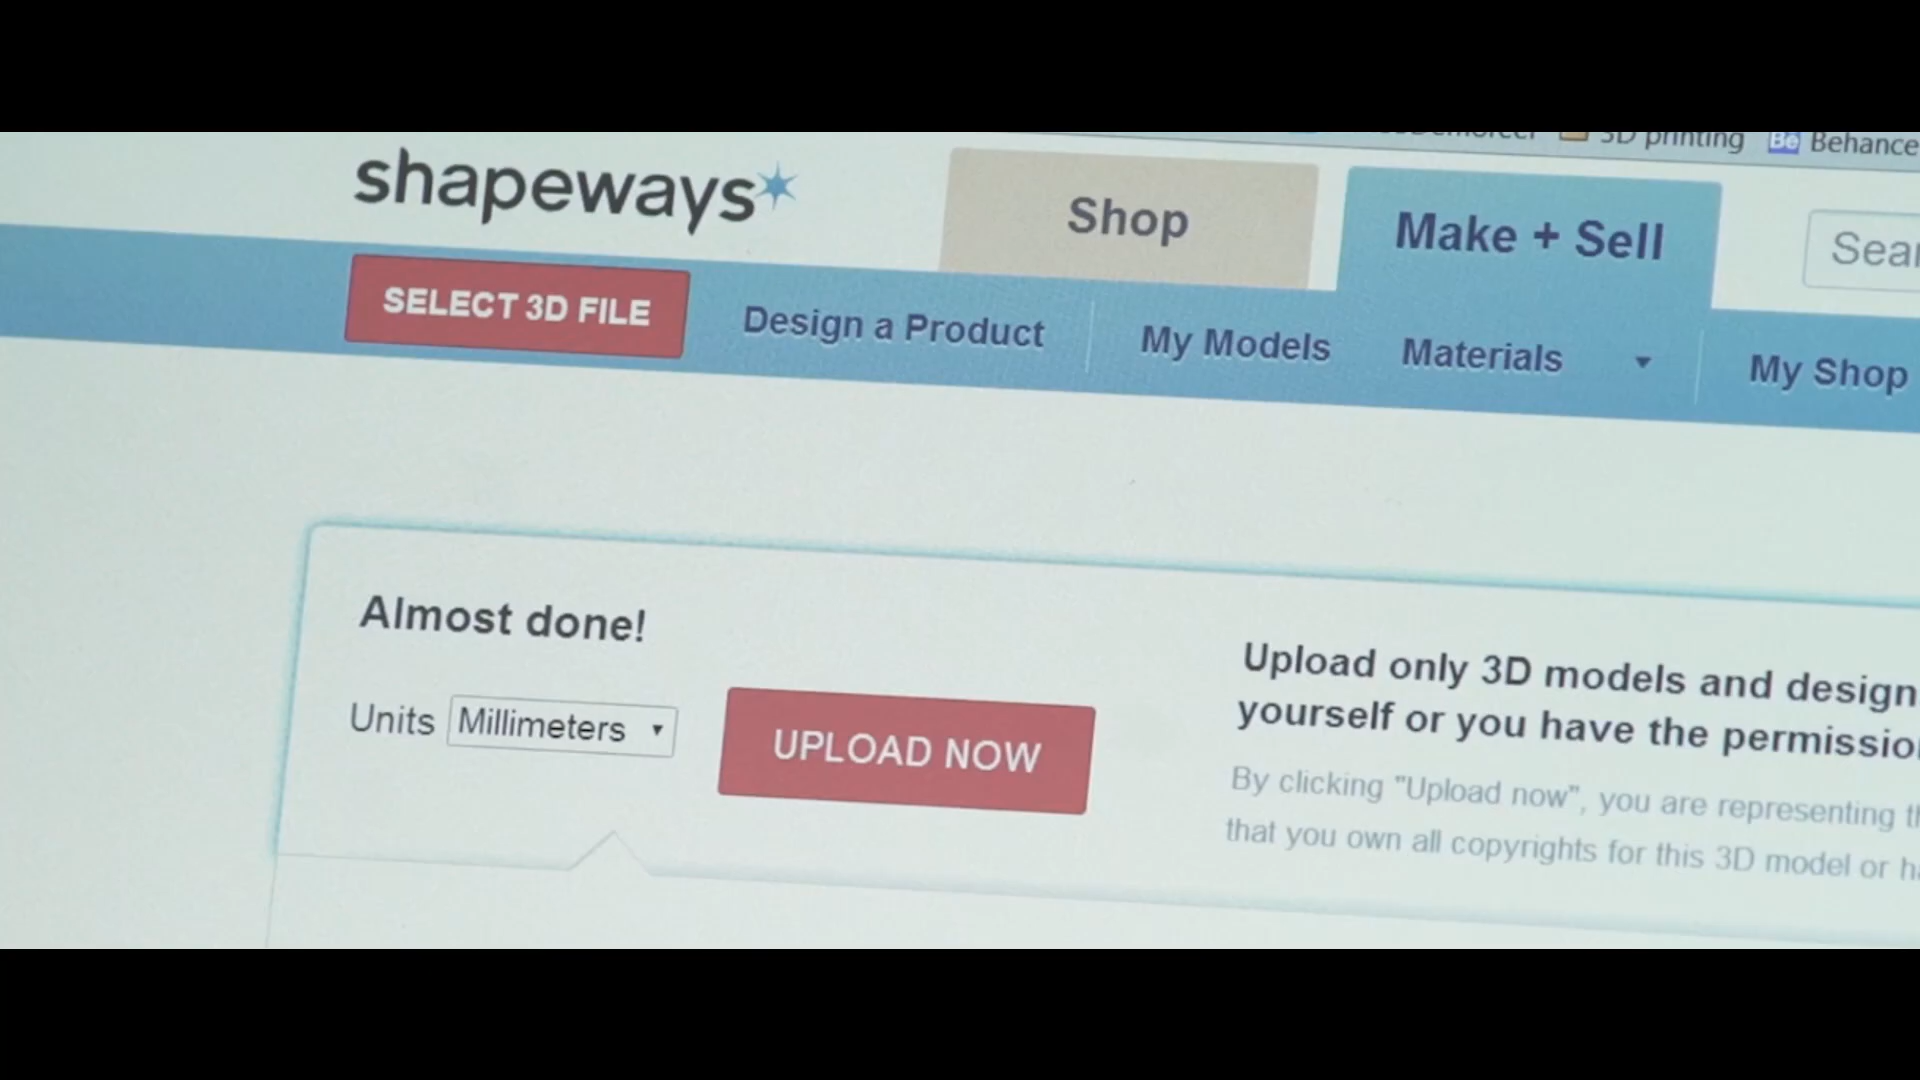 3D printing Behance
shapeways
Shop
Make + Sell
SELECT 3D FILE
Design a Product
My Models
Materials
My Shop
Almost done!
Units Millimeters
UPLOAD NOW
Upload only 3D models and design
yourself or you have the
By clicking "Upload now", you are representing
that you own all copyrights for this 3D model or